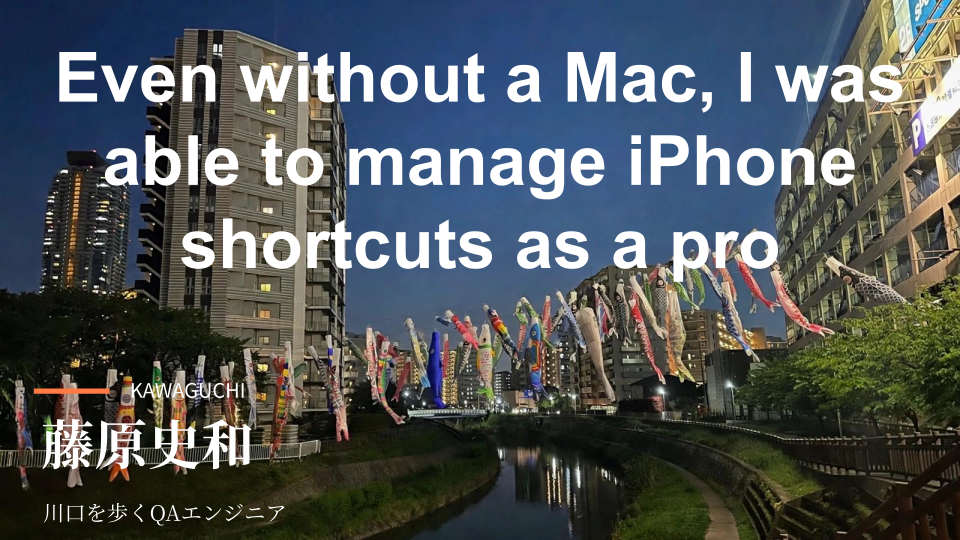 Even without a Mac, I was
able to manage iPhone
shortcuts as a pro
KAWAGUCHI
藤原史和
川口を歩くQAエンジニア
P